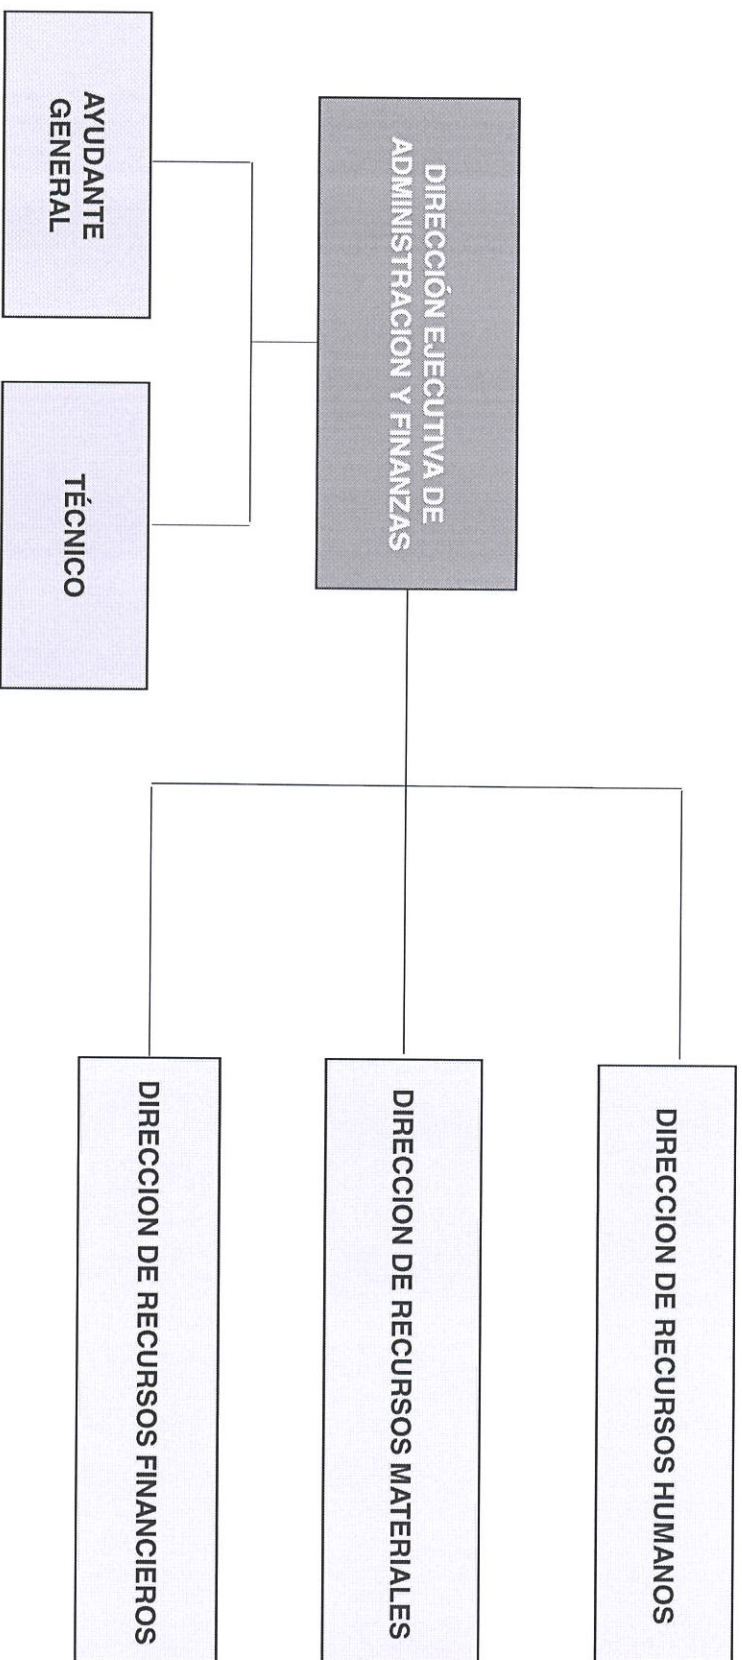 DIRECCIÓN EJECUTIVA DE
ADMINISTRACION Y FINANZAS
AYUDANTE
GENERAL
TÉCNICO
DIRECCION DE RECURSOS HUMANOS
DIRECCION DE RECURSOS MATERIALES
DIRECCION DE RECURSOS FINANCIEROS